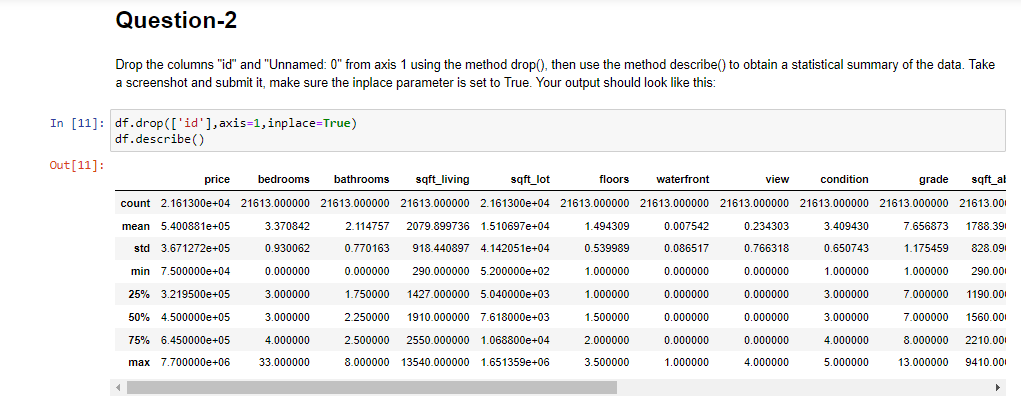 Question-2
Drop the columns "id" and "Unnamed: 0" from axis 1 using the method drop(), then use the method describe() to obtain a statistical summary of the data. Take
a screenshot and submit it, make sure the inplace parameter is set to True. Your output should look like this:
In [11]: df.drop(['id'],axis=1,inplace=True)
df.describe()
Out[11]:
price bedrooms bathrooms sqft_living sqft_lot floors waterfront view condition grade sqft_al
count 2.161300e+04 21613.000000 21613.000000 21613.000000 2.161300e+04 21613.000000 21613.000000 21613.000000 21613.000000 21613.000000 21613.00
mean 5.400881e+05 3.370842 2.114757 2079.899736 1.510697e+04 1.494309 0.007542 0.234303 3.409430 7.656873 1788.39
std 3.671272e+05 0.930062 0.770163 918.440897 4.142051e+04 0.539989 0.086517 0.766318 0.650743 1.175459 828.09
min 7.500000e+04 0.000000 0.000000 290.000000 5.200000e+02 1.000000 0.000000 0.000000 1.000000 1.000000 290.00
25% 3.219500e+05 3.000000 1.750000 1427.000000 5.040000e+03 1.000000 0.000000 0.000000 3.000000 7.000000 1190.00
50% 4.500000e+05 3.000000 2.250000 1910.000000 7.618000e+03 1.500000 0.000000 0.000000 3.000000 7.000000 1560.00
75% 6.450000e+05 4.000000 2.500000 2550.000000 1.068800e+04 2.000000 0.000000 0.000000 4.000000 8.000000 2210.00
max 7.700000e+06 33.000000 8.000000 13540.000000 1.651359e+06 3.500000 1.000000 4.000000 5.000000 13.000000 9410.00